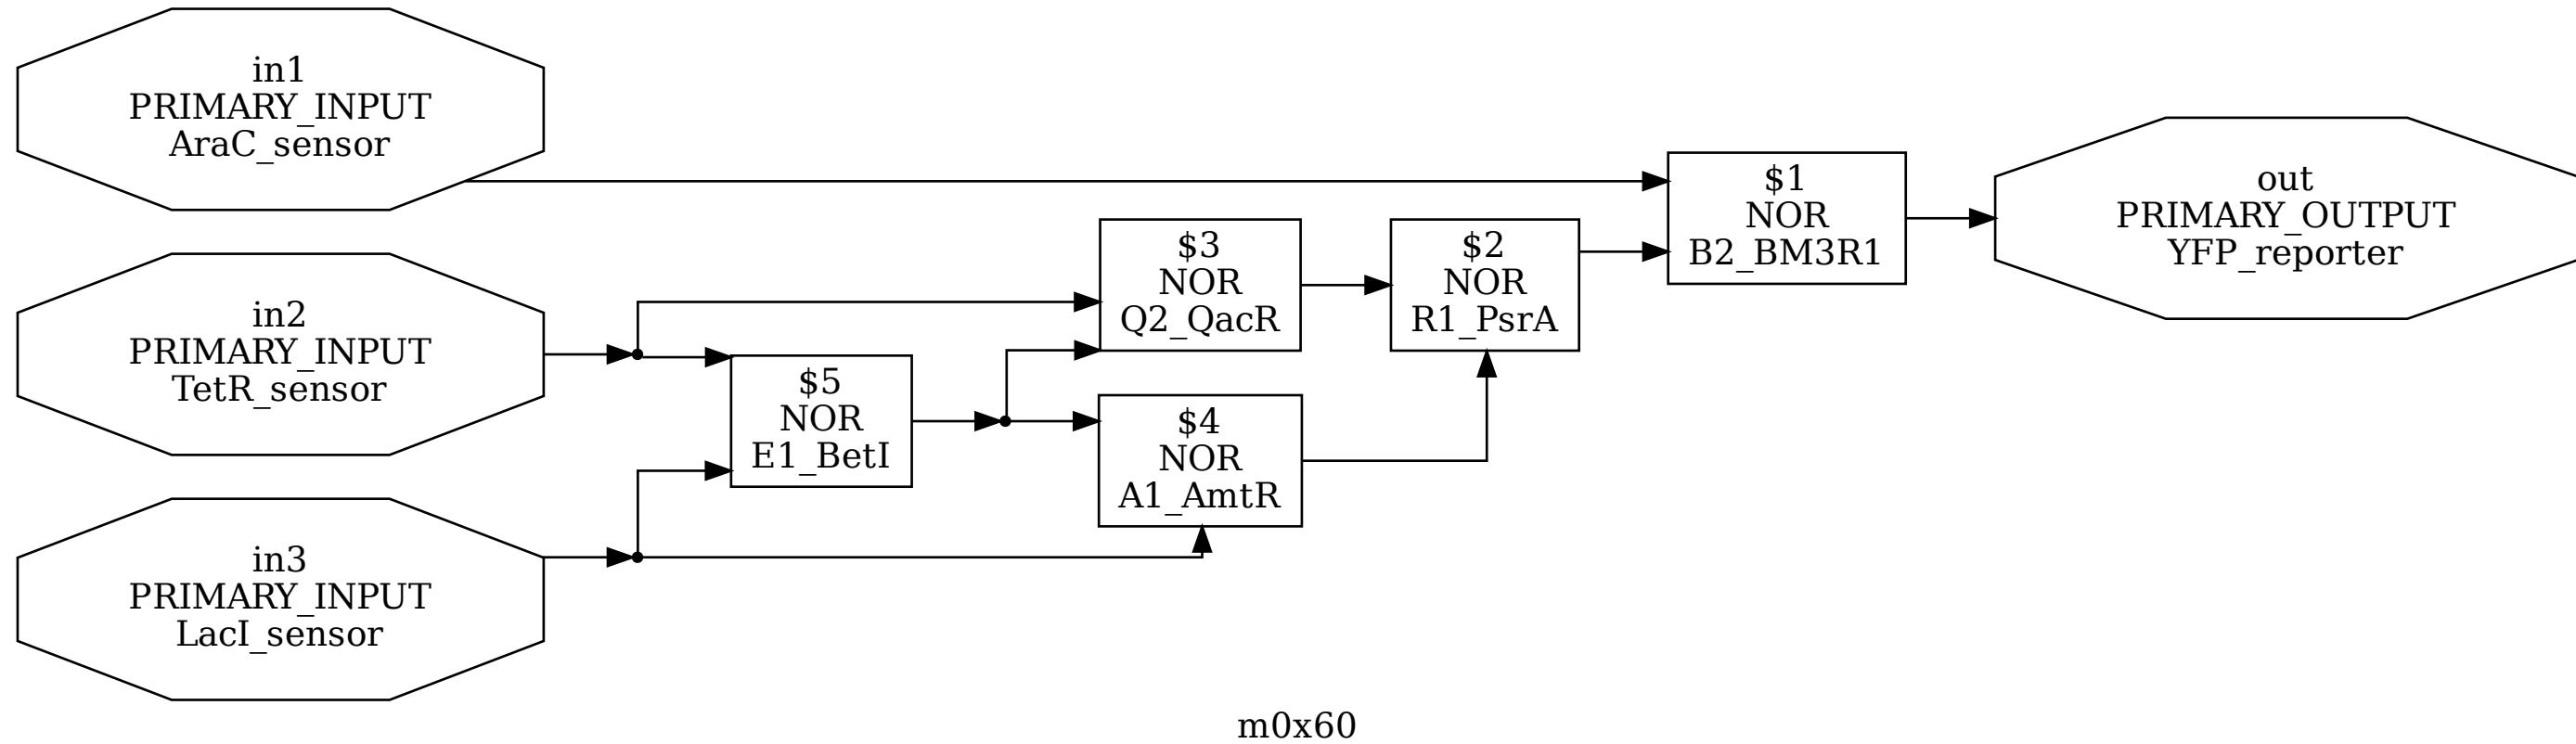 in1
PRIMARY_INPUT
AraC_sensor
in2
PRIMARY_INPUT
TetR_sensor
in3
PRIMARY_INPUT
LacI_sensor
$5
NOR
E1_BetI
$3
NOR
Q2_QacR
$4
NOR
A1_AmtR
$2
NOR
R1_PsrA
$1
NOR
B2_BM3R1
out
PRIMARY_OUTPUT
YFP_reporter
m0x60